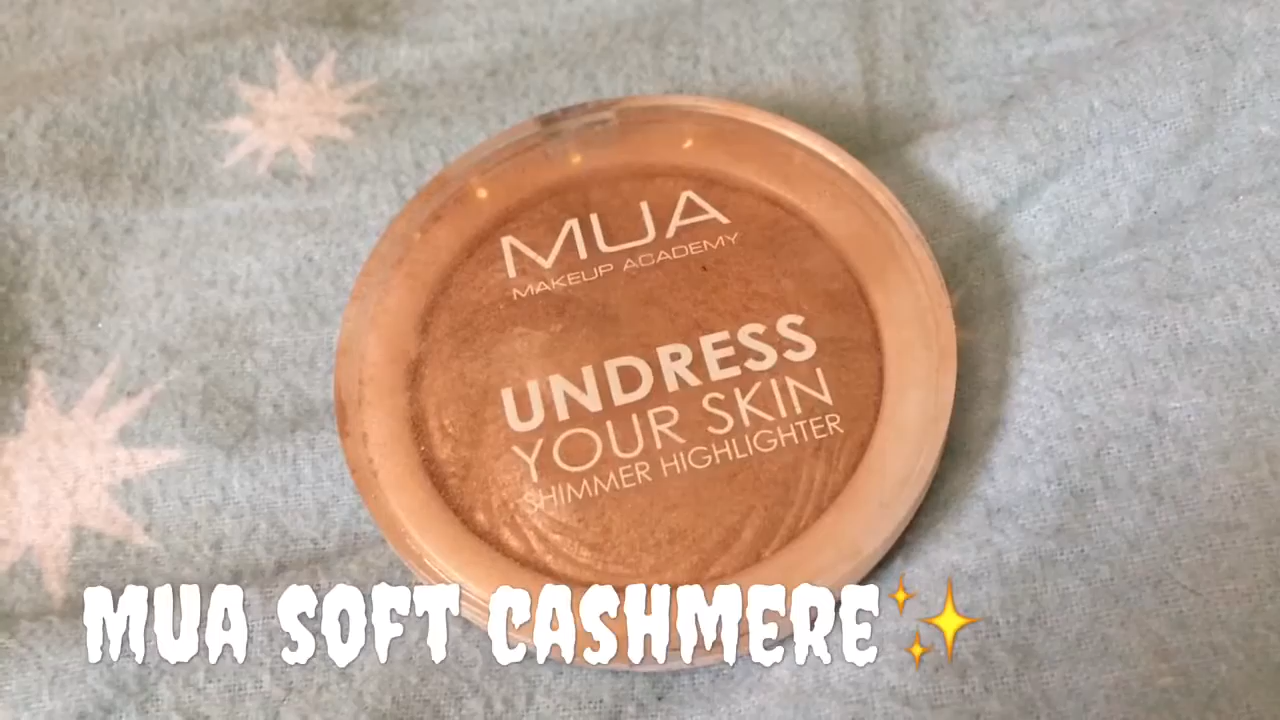 MUA
MAKEUP ACADEMY
UNDRESS
YOUR SKIN
SHIMMER HIGHLIGHTER
MUA SOFT CASHMERE✨